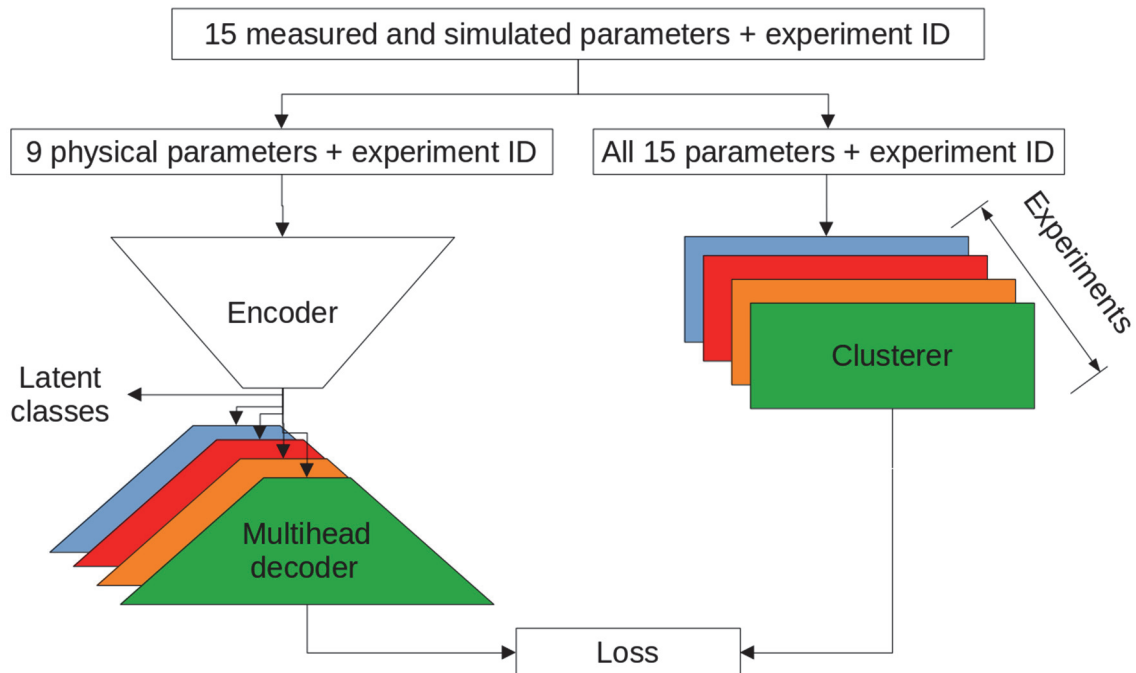 15 measured and simulated parameters + experiment ID
9 physical parameters + experiment ID
All 15 parameters + experiment ID
Experiments
Encoder
Clusterer
Latent
classes
Multihead
decoder
Loss